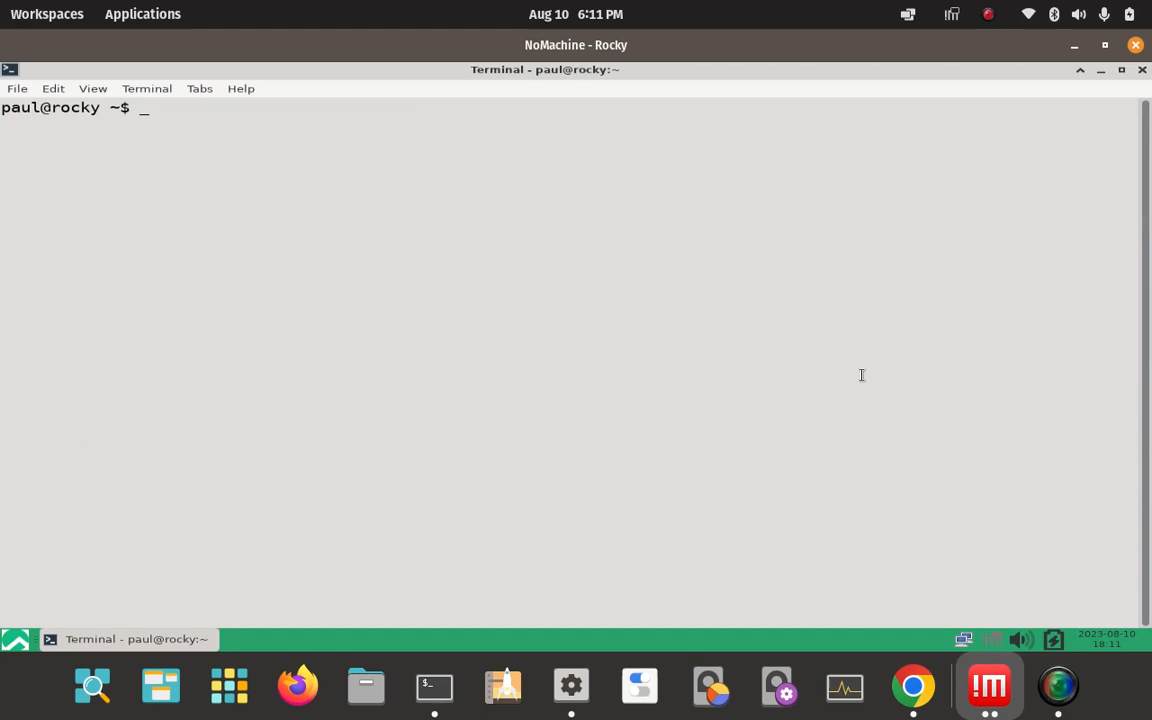 Workspaces Applications Aug 10 6:11 PM
NoMachine - Rocky
Terminal - paul@rocky:~
File Edit View Terminal Tabs Help
paul@rocky ~$ _
Terminal - paul@rocky:~
2023-08-10
18:11
$_
!M